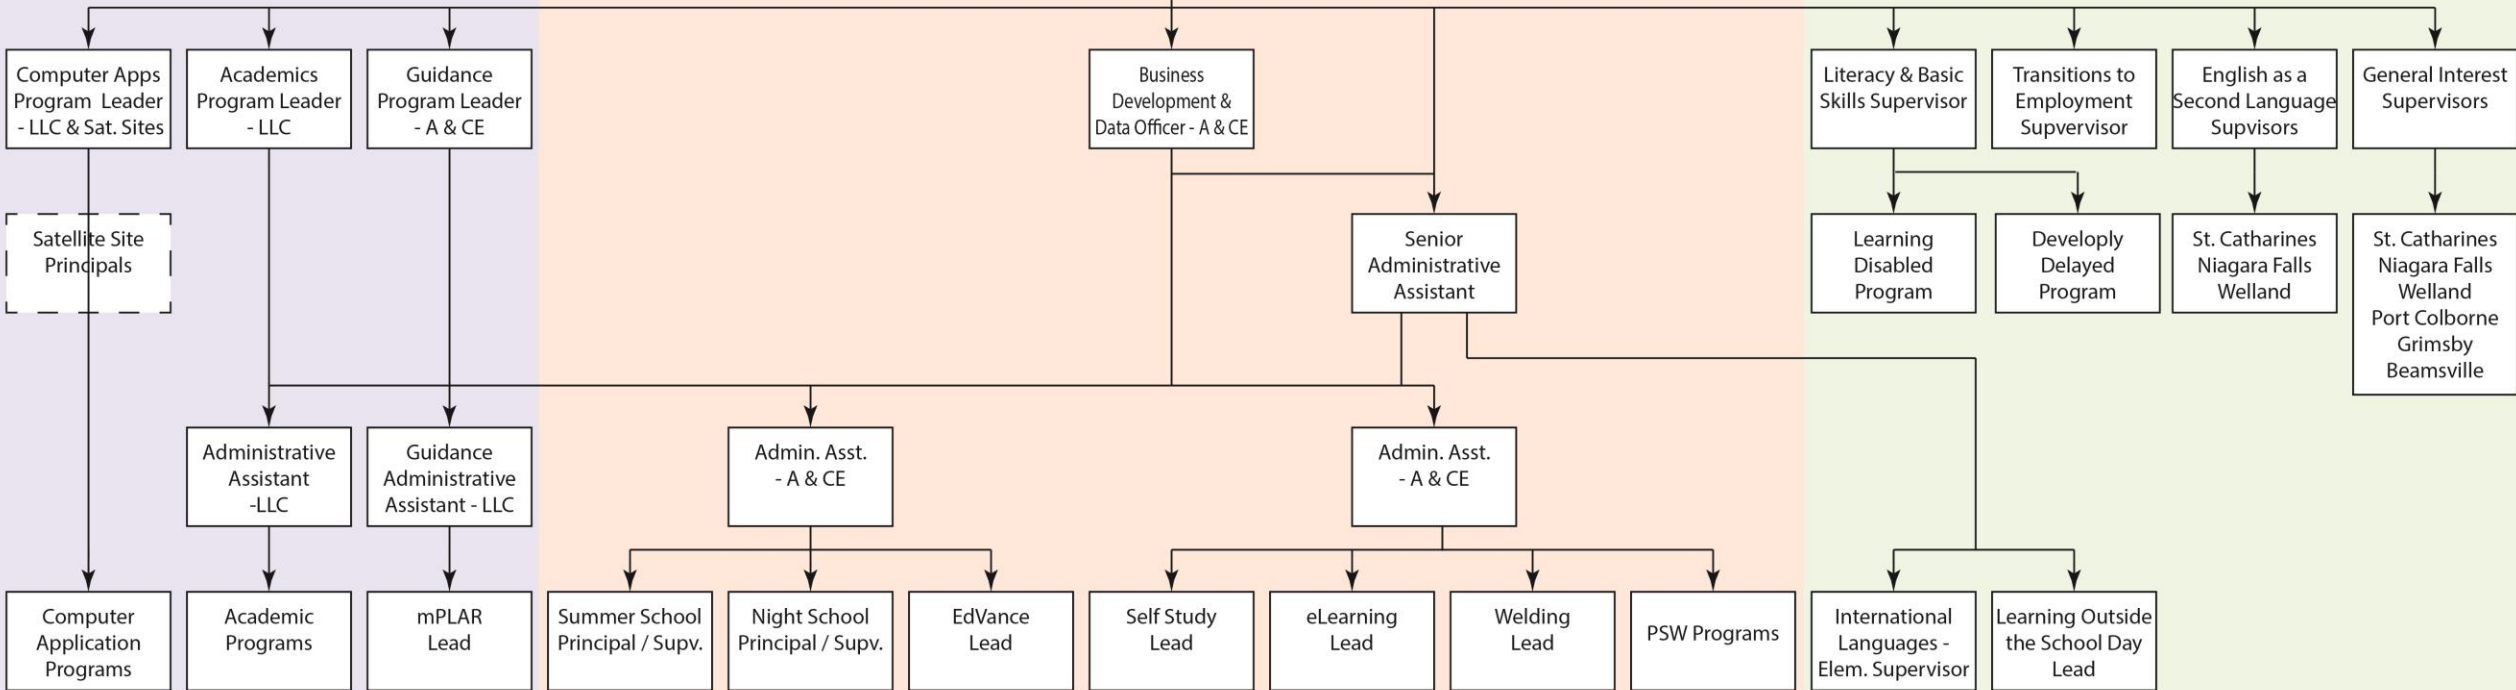 Computer Apps
Program Leader
- LLC & Sat. Sites
Academics
Program Leader
- LLC
Guidance
Program Leader
- A & CE
Business
Development &
Data Officer - A & CE
Literacy & Basic
Skills Supervisor
Transitions to
Employment
Supvervisor
English as a
Second Language
Supvisors
General Interest
Supervisors
Satellite Site
Principals
Senior
Administrative
Assistant
Learning
Disabled
Program
Developly
Delayed
Program
St. Catharines
Niagara Falls
Welland
St. Catharines
Niagara Falls
Welland
Port Colborne
Grimsby
Beamsville
Administrative
Assistant
-LLC
Guidance
Administrative
Assistant - LLC
Admin. Asst.
- A & CE
Admin. Asst.
- A & CE
Computer
Application
Programs
Academic
Programs
mPLAR
Lead
Summer School
Principal / Supv.
Night School
Principal / Supv.
EdVance
Lead
Self Study
Lead
eLearning
Lead
Welding
Lead
PSW Programs
International
Languages -
Elem. Supervisor
Learning Outside
the School Day
Lead